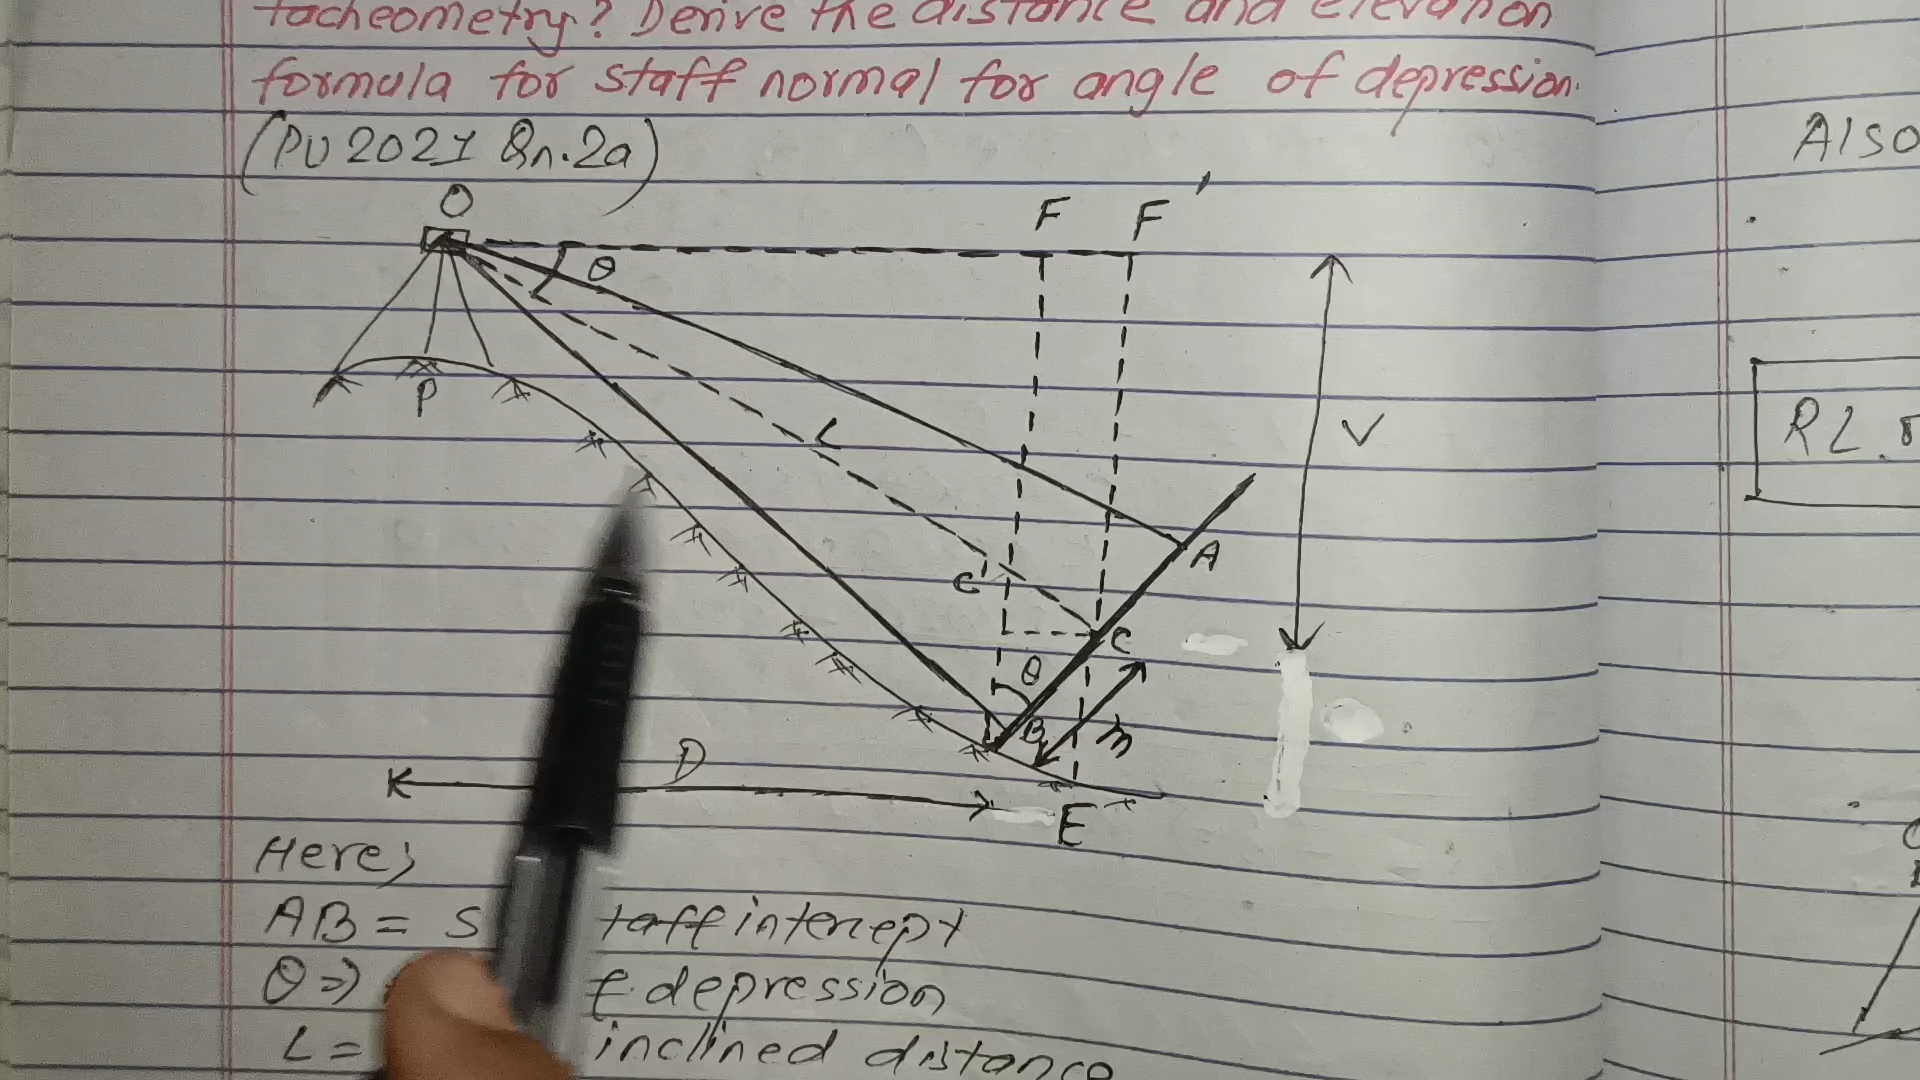 tacheometry? Derive the distance and elevation
formula for staff normal for angle of depression.
(PU 2021 Qn.2a)
Also
O
F F'
θ
P
L
V
RL
A
C'
C
θ
B
h
D
E
Here,
AB = S taff intercept
θ => f depression
L = inclined distance